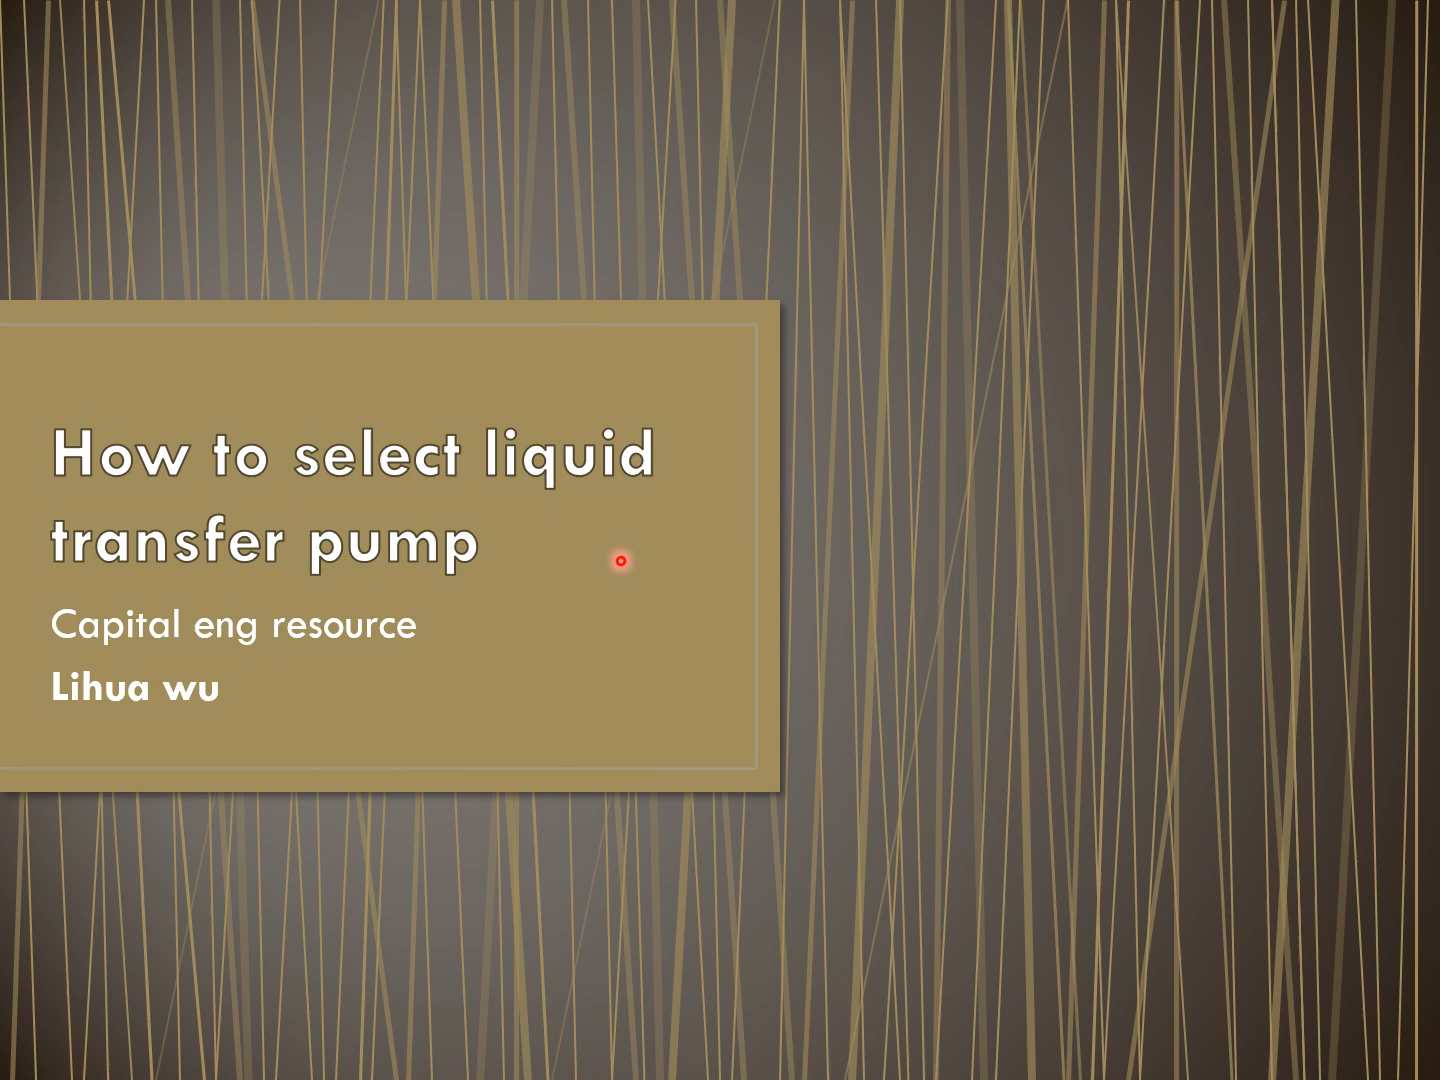 How to select liquid
transfer pump
Capital eng resource
Lihua wu